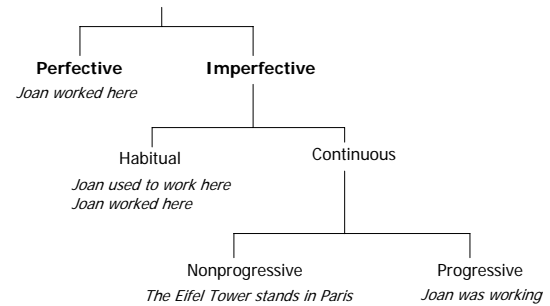 Perfective Imperfective
Joan worked here
Habitual Continuous
Joan used to work here
Joan worked here
Nonprogressive Progressive
The Eifel Tower stands in Paris Joan was working